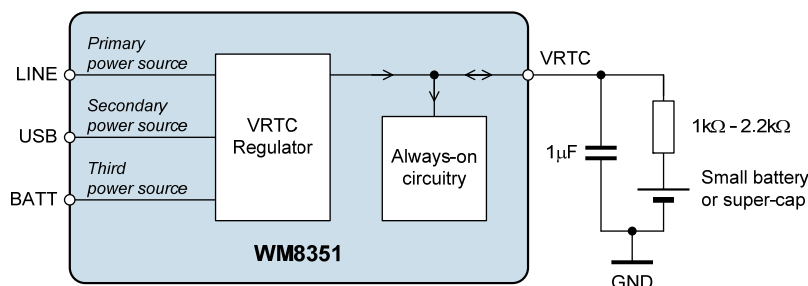 Primary
power source
LINE
Secondary
power source
USB
Third
power source
BATT
VRTC
Regulator
Always-on
circuitry
WM8351
VRTC
1µF
1kΩ – 2.2kΩ
Small battery
or super-cap
GND